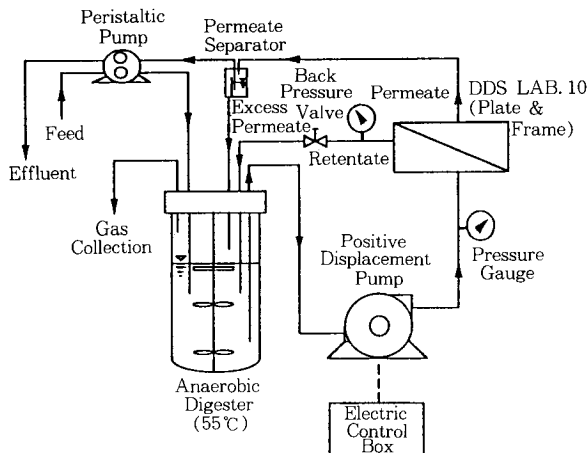 Peristaltic
Pump
Permeate
Separator
Back
Pressure
Valve
Permeate
DDS LAB. 10
(Plate &
Frame)
Feed
Excess
Permeate
Retentate
Effluent
Gas
Collection
Positive
Displacement
Pump
Pressure
Gauge
Anaerobic
Digester
(55℃)
Electric
Control
Box